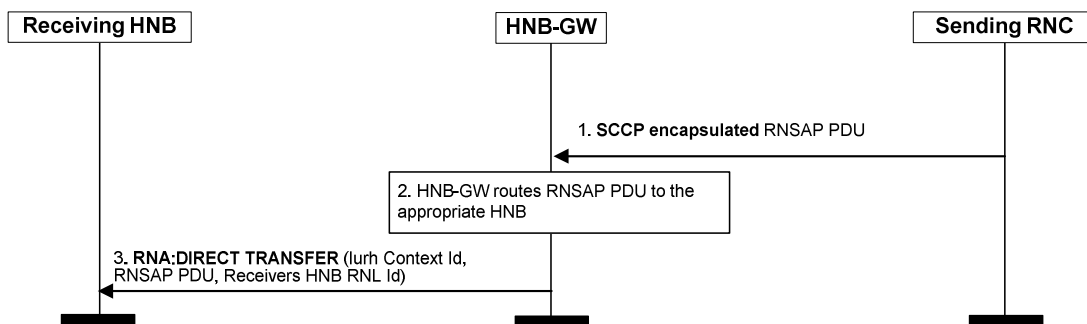 Receiving HNB
HNB-GW
Sending RNC
1. SCCP encapsulated RNSAP PDU
2. HNB-GW routes RNSAP PDU to the
appropriate HNB
3. RNA:DIRECT TRANSFER (Iurh Context Id,
RNSAP PDU, Receivers HNB RNL Id)